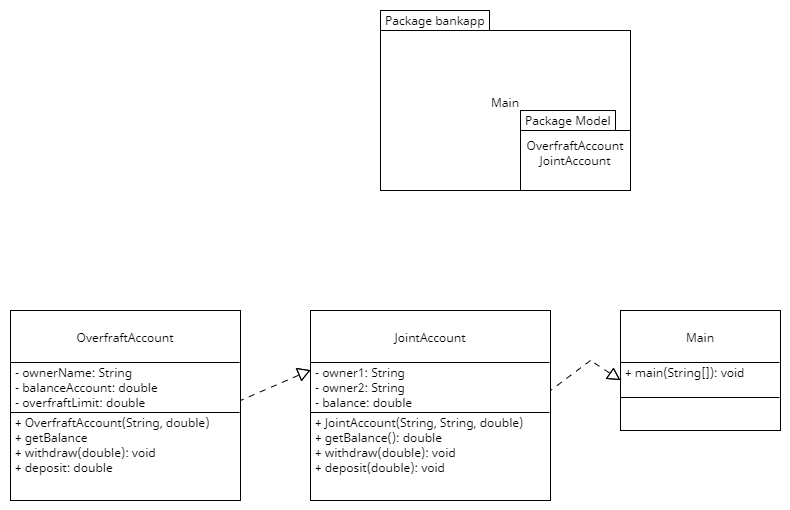 Package bankapp
Main
Package Model
OverfraftAccount
JointAccount
OverfraftAccount
- ownerName: String
- balanceAccount: double
- overfraftLimit: double
+ OverfraftAccount(String, double)
+ getBalance
+ withdraw(double): void
+ deposit: double
JointAccount
- owner1: String
- owner2: String
- balance: double
+ JointAccount(String, String, double)
+ getBalance(): double
+ withdraw(double): void
+ deposit(double): void
Main
+ main(String[]): void